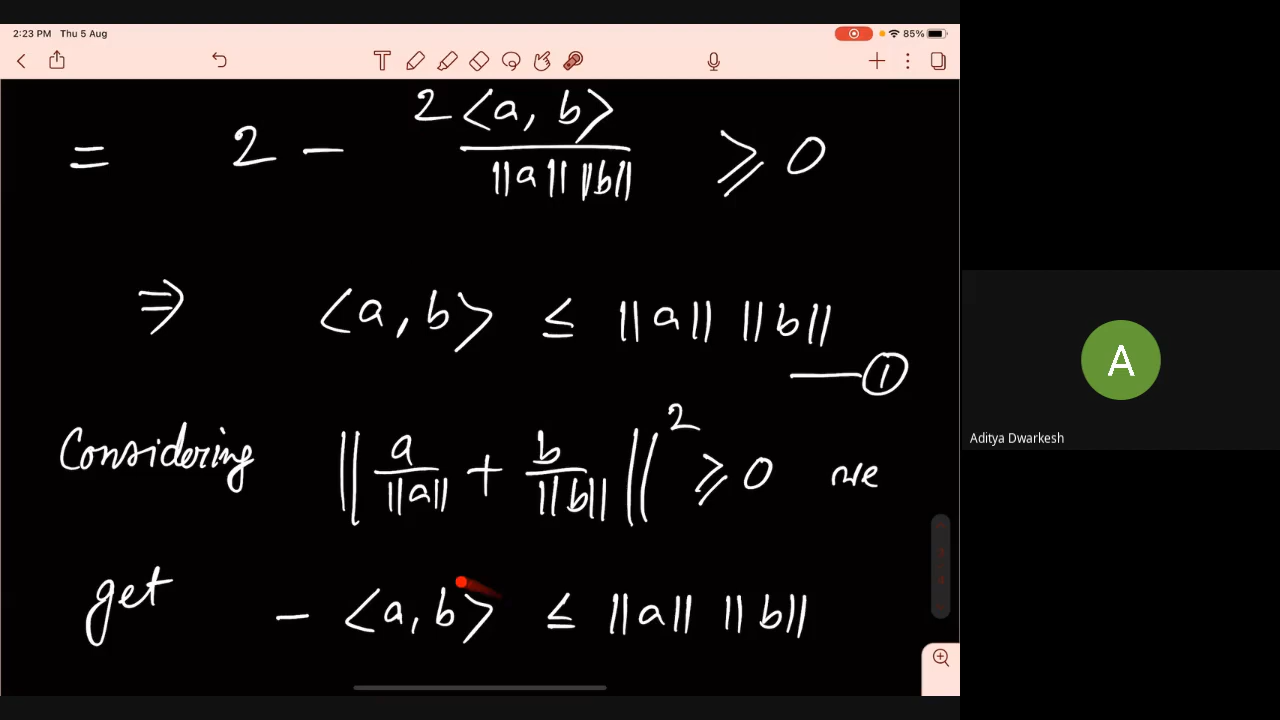 2:23 PM Thu 5 Aug 85%
T
= 2 - 2<a, b> / ||a|| ||b|| ⩾ 0
⇒ <a, b> ≤ ||a|| ||b||
— ①
Considering || a/||a|| + b/||b|| ||² ⩾ 0 we
get - <a, b> ≤ ||a|| ||b||
A
Aditya Dwarkesh